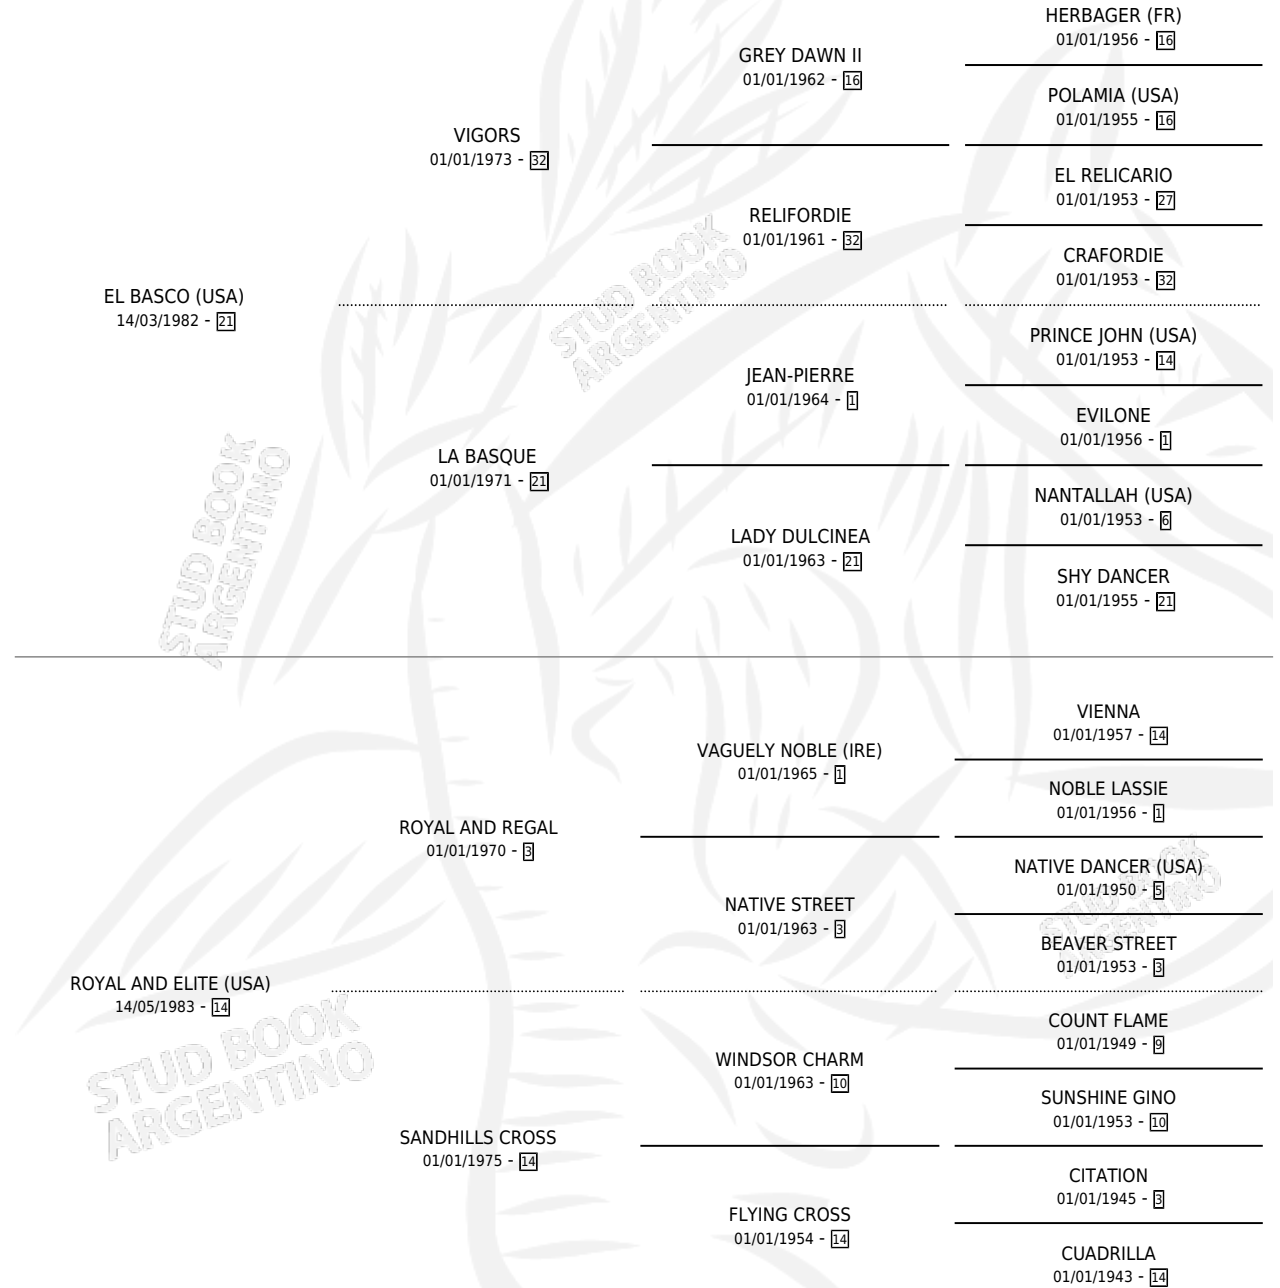 HERBAGER (FR)
01/01/1956 - 16
GREY DAWN II
01/01/1962 - 16
POLAMIA (USA)
01/01/1955 - 16
VIGORS
01/01/1973 - 32
EL RELICARIO
01/01/1953 - 27
RELIFORDIE
01/01/1961 - 32
CRAFORDIE
01/01/1953 - 32
EL BASCO (USA)
14/03/1982 - 21
STUD BOOK
ARGENTINO
PRINCE JOHN (USA)
01/01/1953 - 14
JEAN-PIERRE
01/01/1964 - 1
EVILONE
01/01/1956 - 1
LA BASQUE
01/01/1971 - 21
NANTALLAH (USA)
01/01/1953 - 6
LADY DULCINEA
01/01/1963 - 21
SHY DANCER
01/01/1955 - 21
STUD BOOK
ARGENTINO
VIENNA
01/01/1957 - 14
VAGUELY NOBLE (IRE)
01/01/1965 - 1
NOBLE LASSIE
01/01/1956 - 1
ROYAL AND REGAL
01/01/1970 - 3
NATIVE DANCER (USA)
01/01/1950 - 5
NATIVE STREET
01/01/1963 - 3
STUD BOOK
ARGENTINO
BEAVER STREET
01/01/1953 - 3
ROYAL AND ELITE (USA)
14/05/1983 - 14
STUD BOOK
ARGENTINO
COUNT FLAME
01/01/1949 - 9
WINDSOR CHARM
01/01/1963 - 10
SUNSHINE GINO
01/01/1953 - 10
SANDHILLS CROSS
01/01/1975 - 14
CITATION
01/01/1945 - 3
FLYING CROSS
01/01/1954 - 14
CUADRILLA
01/01/1943 - 14